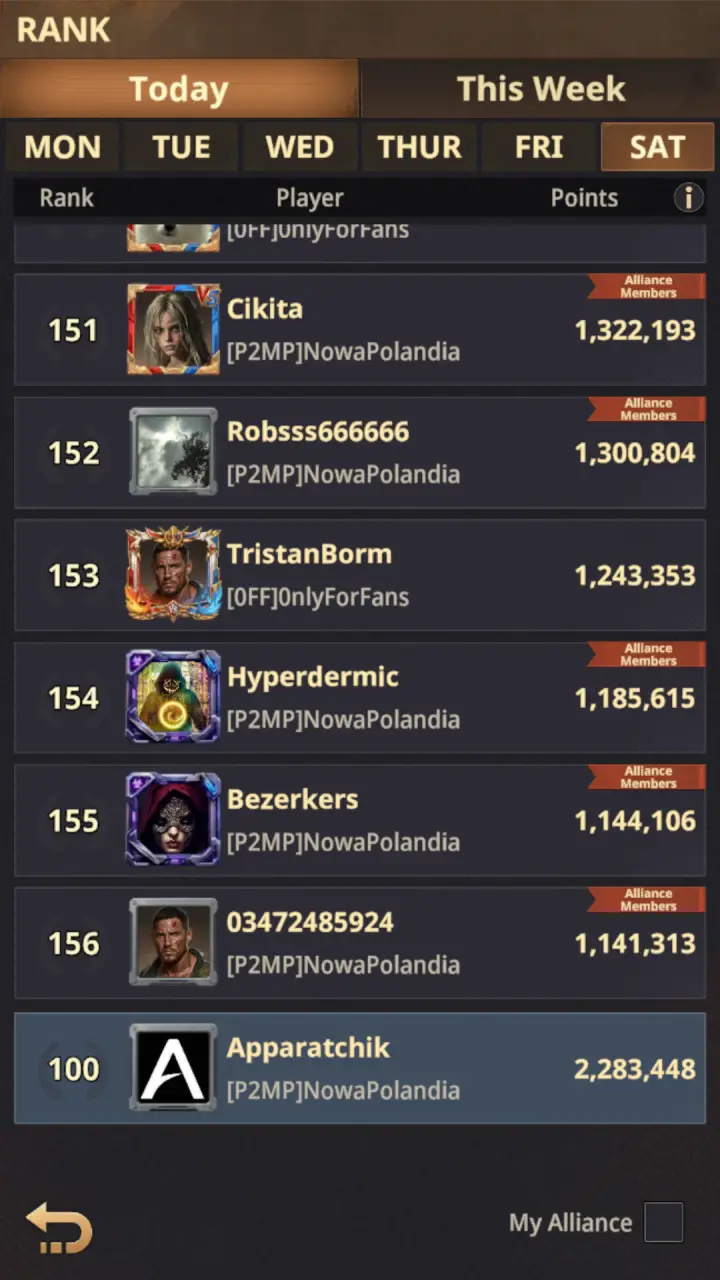 RANK
Today
This Week
MON TUE WED THUR FRI SAT
Rank Player Points
[0FF]0nlyForFans
Alliance
Members
151
Cikita
[P2MP]NowaPolandia
1,322,193
Alliance
Members
152
Robsss666666
[P2MP]NowaPolandia
1,300,804
153
TristanBorm
[0FF]0nlyForFans
1,243,353
Alliance
Members
154
Hyperdermic
[P2MP]NowaPolandia
1,185,615
Alliance
Members
155
Bezerkers
[P2MP]NowaPolandia
1,144,106
Alliance
Members
156
03472485924
[P2MP]NowaPolandia
1,141,313
100
Apparatchik
[P2MP]NowaPolandia
2,283,448
My Alliance